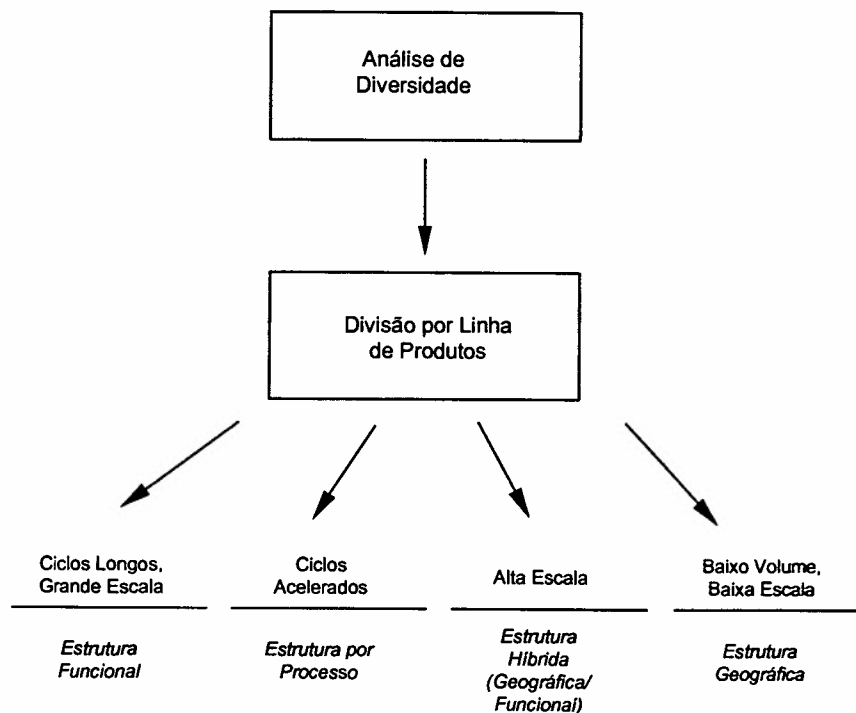 Análise de
Diversidade
Divisão por Linha
de Produtos
Ciclos Longos,
Grande Escala
Estrutura
Funcional
Ciclos
Acelerados
Estrutura por
Processo
Alta Escala
Estrutura
Híbrida
(Geográfica/
Funcional)
Baixo Volume,
Baixa Escala
Estrutura
Geográfica